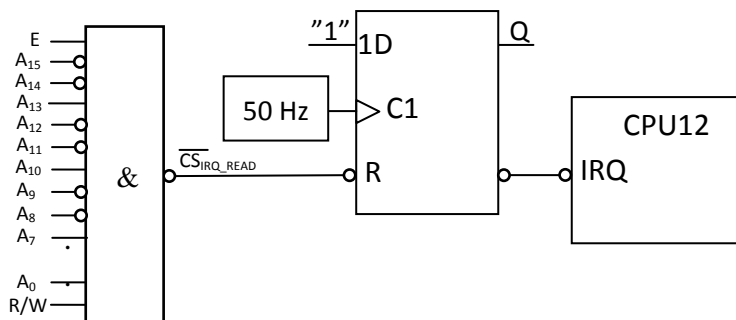 E
A15
A14
A13
A12
A11
A10
A9
A8
A7
A0
R/W
&
CSIRQ_READ
50 Hz
"1"
1D
C1
R
Q
CPU12
IRQ